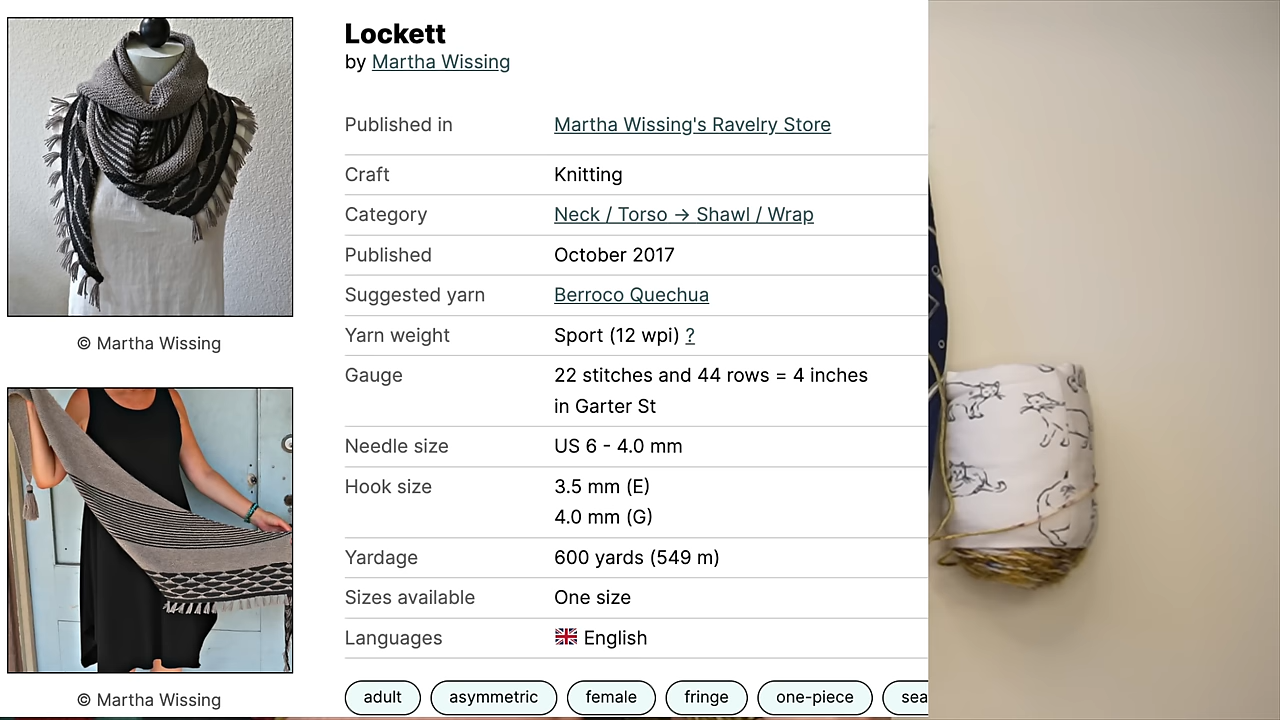 Lockett
by Martha Wissing
Published in Martha Wissing's Ravelry Store
Craft Knitting
Category Neck / Torso → Shawl / Wrap
Published October 2017
Suggested yarn Berroco Quechua
Yarn weight Sport (12 wpi) ?
Gauge 22 stitches and 44 rows = 4 inches
in Garter St
Needle size US 6 - 4.0 mm
Hook size 3.5 mm (E)
4.0 mm (G)
Yardage 600 yards (549 m)
Sizes available One size
Languages English
adult asymmetric female fringe one-piece sea
© Martha Wissing
© Martha Wissing